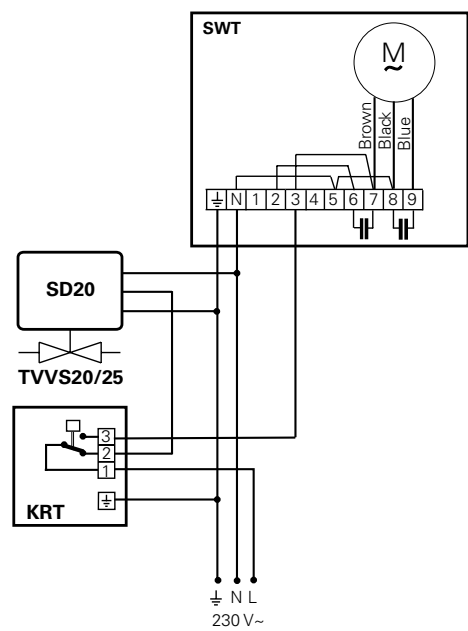 SWT
M
~
Brown
Black
Blue
N 1 2 3 4 5 6 7 8 9
SD20
TVVS20/25
3
2
1
KRT
N L
230 V~